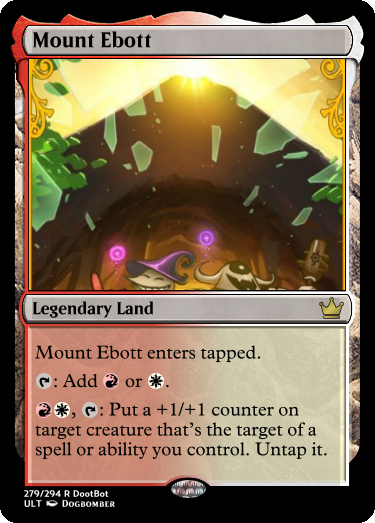 Mount Ebott
Legendary Land
Mount Ebott enters tapped.
: Add or .
, : Put a +1/+1 counter on
target creature that's the target of a
spell or ability you control. Untap it.
279/294 R DootBot
ULT Dogbomber